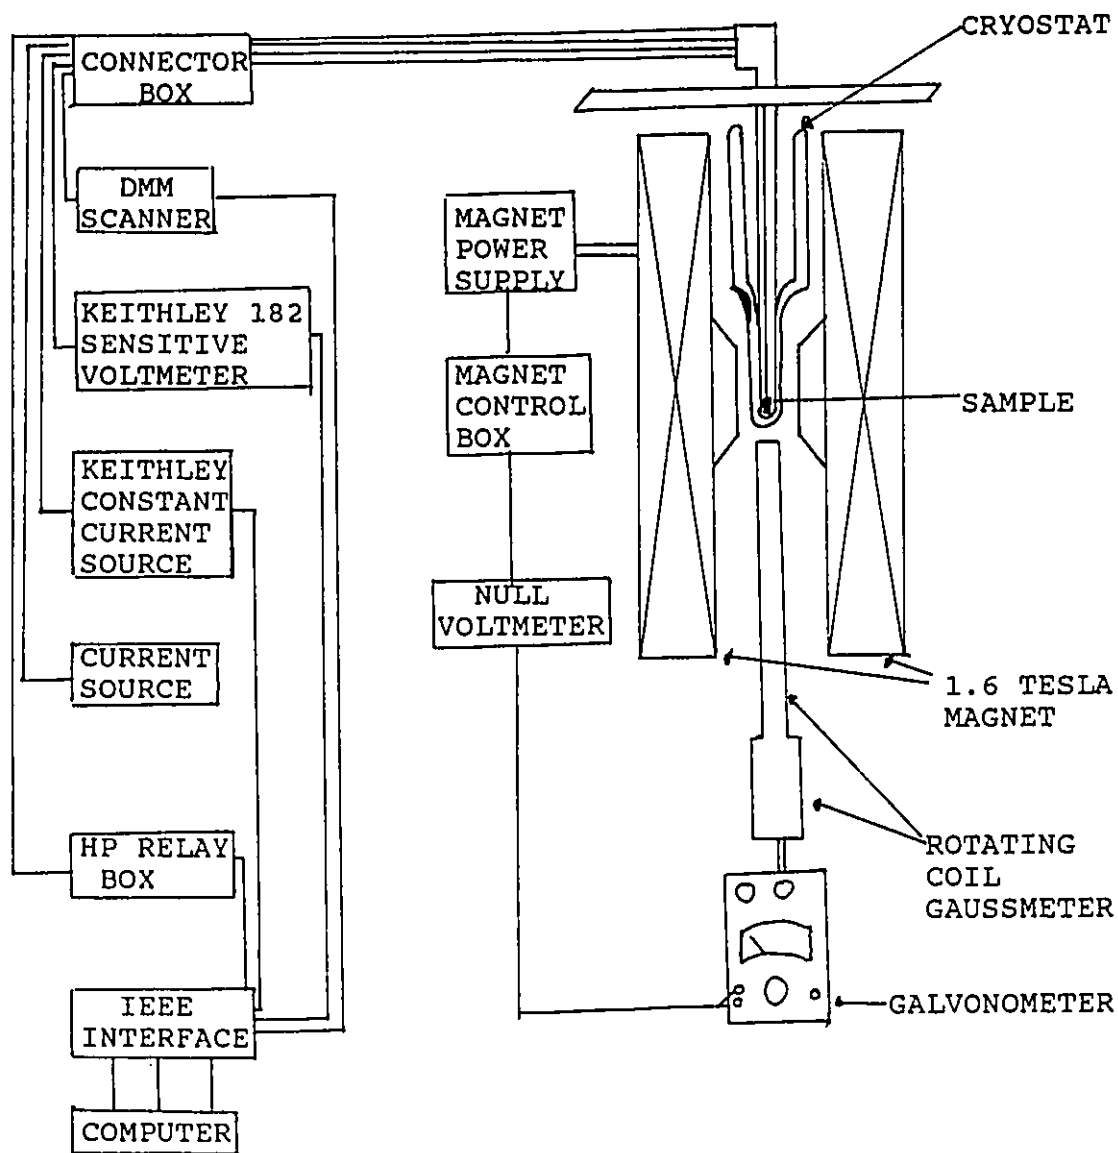 CRYOSTAT
CONNECTOR
BOX
DMM
SCANNER
MAGNET
POWER
SUPPLY
KEITHLEY 182
SENSITIVE
VOLTMETER
MAGNET
CONTROL
BOX
SAMPLE
KEITHLEY
CONSTANT
CURRENT
SOURCE
NULL
VOLTMETER
CURRENT
SOURCE
1.6 TESLA
MAGNET
HP RELAY
BOX
ROTATING
COIL
GAUSSMETER
IEEE
INTERFACE
GALVONOMETER
COMPUTER